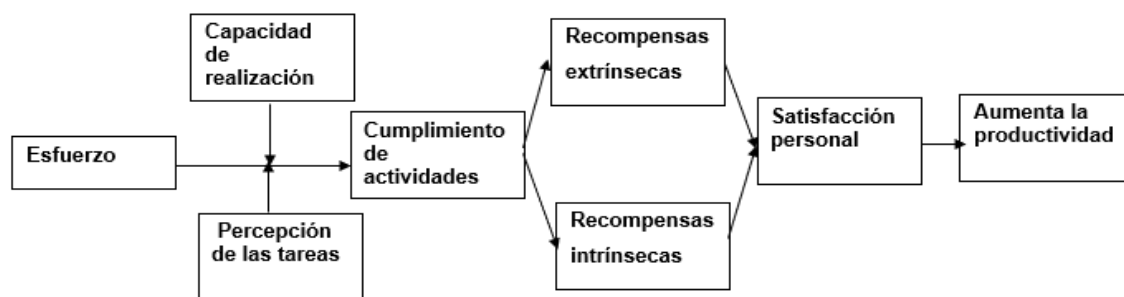 Capacidad
de
realización
Recompensas
extrínsecas
Esfuerzo
Cumplimiento
de
actividades
Satisfacción
personal
Aumenta la
productividad
Percepción
de las tareas
Recompensas
intrínsecas